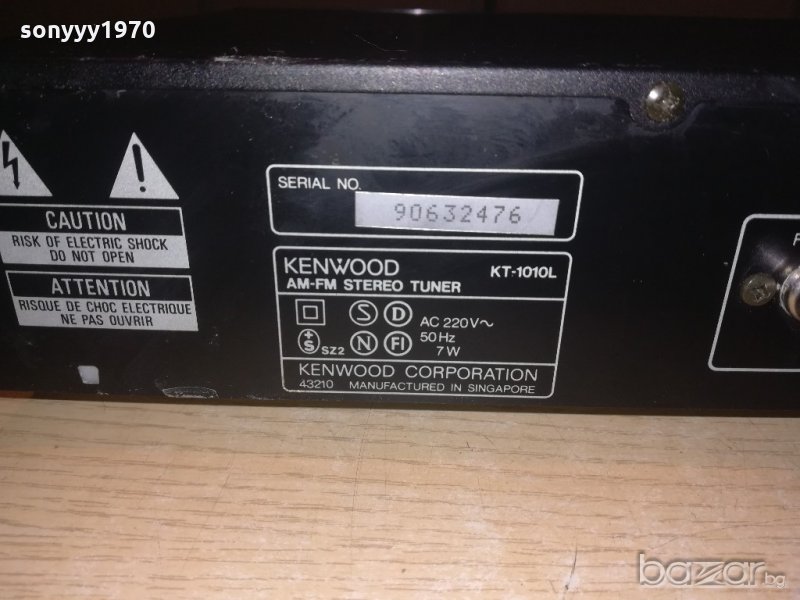 sonyyy1970
CAUTION
RISK OF ELECTRIC SHOCK
DO NOT OPEN
ATTENTION
RISQUE DE CHOC ELECTRIQUE
NE PAS OUVRIR
SERIAL NO.
90632476
KENWOOD KT-1010L
AM-FM STEREO TUNER
S D AC 220V~
50Hz
S SZ2 N FI 7W
KENWOOD CORPORATION
43210 MANUFACTURED IN SINGAPORE
F
bazar.bg